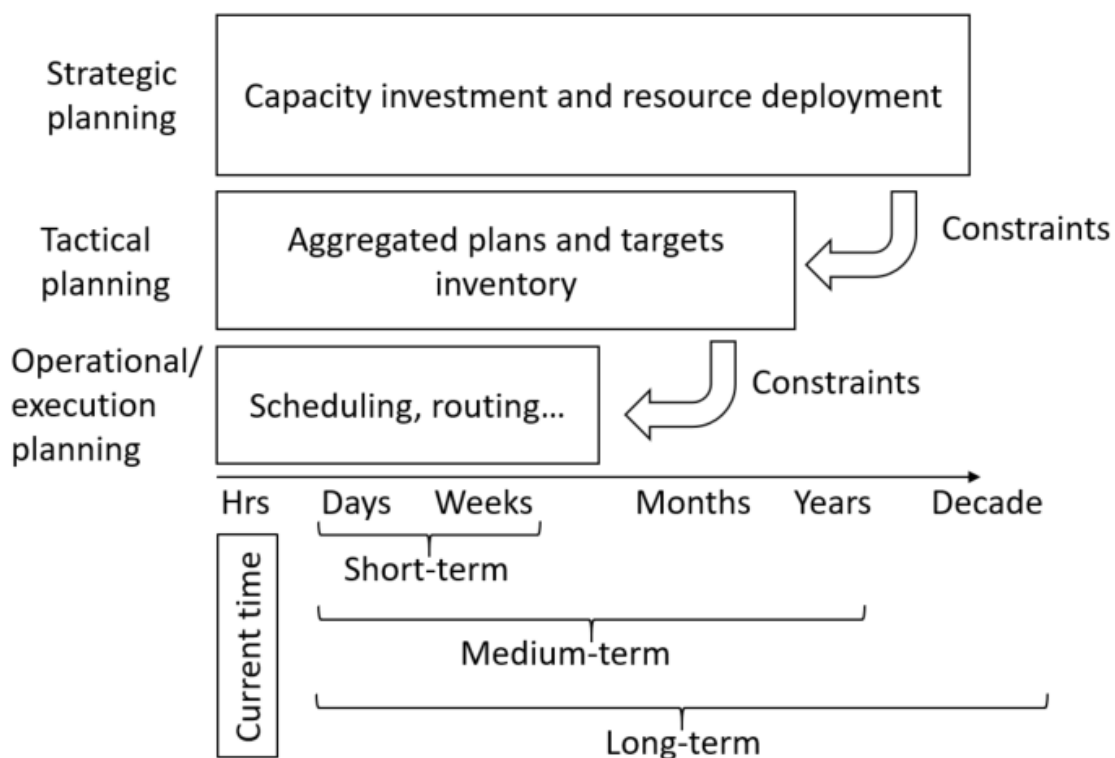 Strategic
planning
Capacity investment and resource deployment
Tactical
planning
Aggregated plans and targets
inventory
Constraints
Operational/
execution
planning
Scheduling, routing...
Constraints
Hrs Days Weeks Months Years Decade
Current time
Short-term
Medium-term
Long-term